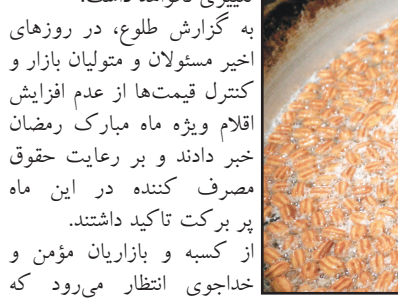 به گزارش طلوع، در روزهای
اخیر مسئولان و متولیان بازار و
کنترل قیمت‌ها از عدم افزایش
اقلام ویژه ماه مبارک رمضان
خبر دادند و بر رعایت حقوق
مصرف کننده در این ماه
پر برکت تاکید داشتند.
از کسبه و بازاریان مؤمن و
خداجوی انتظار می‌رود که